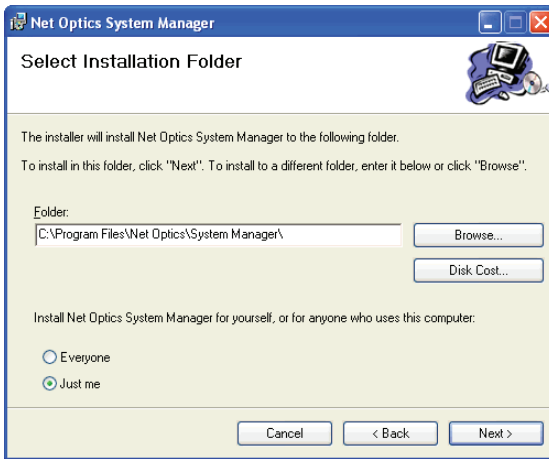 Net Optics System Manager
Select Installation Folder
The installer will install Net Optics System Manager to the following folder.
To install in this folder, click "Next". To install to a different folder, enter it below or click "Browse".
Folder:
C:\Program Files\Net Optics\System Manager\
Browse...
Disk Cost...
Install Net Optics System Manager for yourself, or for anyone who uses this computer:
Everyone
Just me
Cancel
< Back
Next >